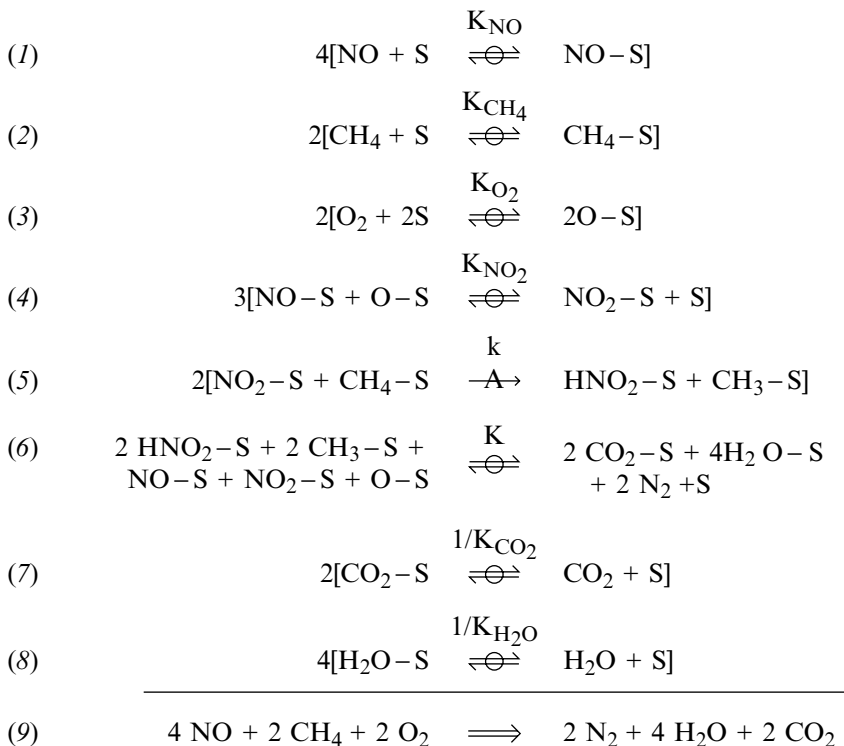 K_NO
(1) 4[NO + S ⇌ NO–S]
K_CH₄
(2) 2[CH₄ + S ⇌ CH₄–S]
K_O₂
(3) 2[O₂ + 2S ⇌ 2O–S]
K_NO₂
(4) 3[NO–S + O–S ⇌ NO₂–S + S]
k
(5) 2[NO₂–S + CH₄–S –A→ HNO₂–S + CH₃–S]
K
(6) 2 HNO₂–S + 2 CH₃–S + ⇌ 2 CO₂–S + 4H₂ O–S
NO–S + NO₂–S + O–S + 2 N₂ +S
1/K_CO₂
(7) 2[CO₂–S ⇌ CO₂ + S]
1/K_H₂O
(8) 4[H₂O–S ⇌ H₂O + S]
(9) 4 NO + 2 CH₄ + 2 O₂ ⟹ 2 N₂ + 4 H₂O + 2 CO₂